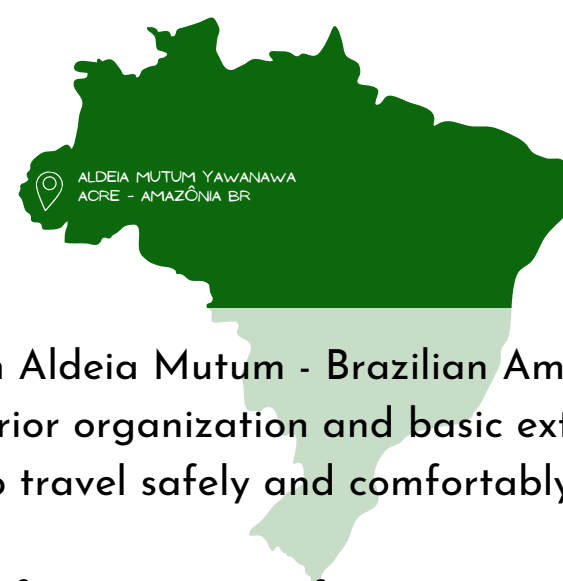 ALDEIA MUTUM YAWANAWA
ACRE - AMAZÔNIA BR
Aldeia Mutum - Brazilian Am
rior organization and basic ext
travel safely and comfortably